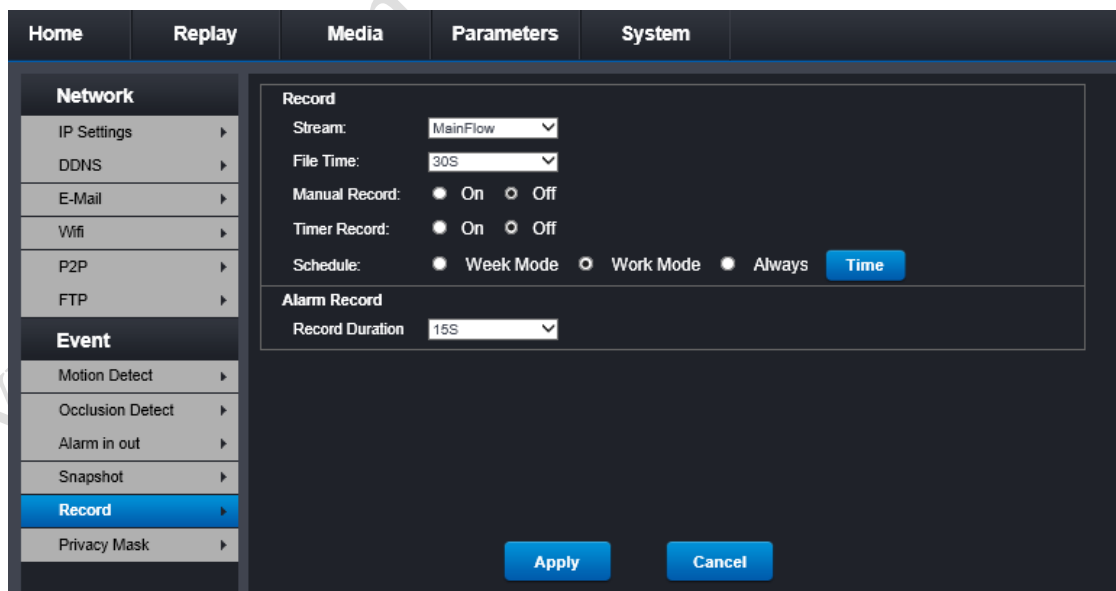 Home Replay Media Parameters System
Network
IP Settings
DDNS
E-Mail
Wifi
P2P
FTP
Event
Motion Detect
Occlusion Detect
Alarm in out
Snapshot
Record
Privacy Mask
Record
Stream: MainFlow
File Time: 30S
Manual Record: On Off
Timer Record: On Off
Schedule: Week Mode Work Mode Always Time
Alarm Record
Record Duration 15S
Apply Cancel